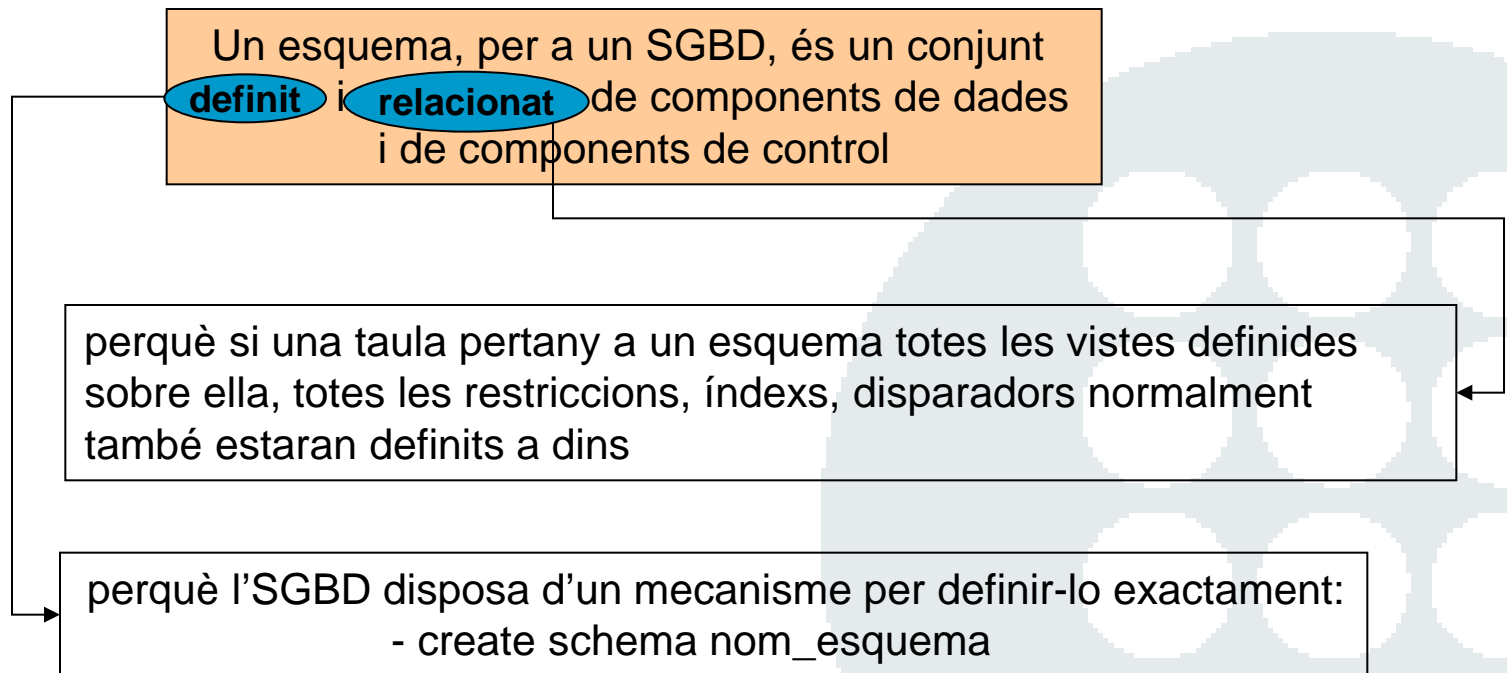 Un esquema, per a un SGBD, és un conjunt
definit i relacionat de components de dades
i de components de control
perquè si una taula pertany a un esquema totes les vistes definides
sobre ella, totes les restriccions, índexs, disparadors normalment
també estaran definits a dins
perquè l’SGBD disposa d’un mecanisme per definir-lo exactament:
- create schema nom_esquema